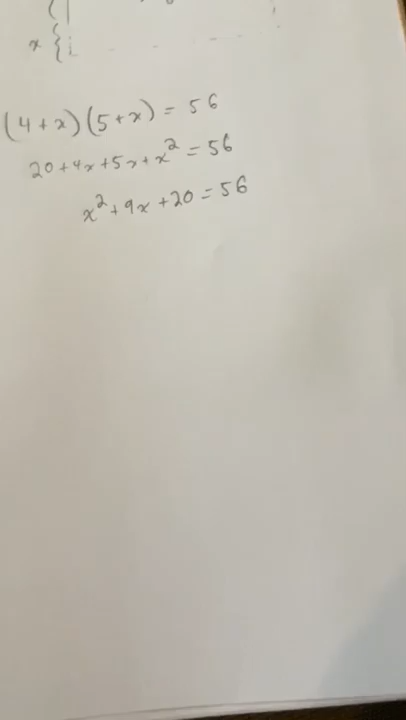 x {
(4+x)(5+x) = 56
20+4x+5x+x² = 56
x²+9x+20 = 56